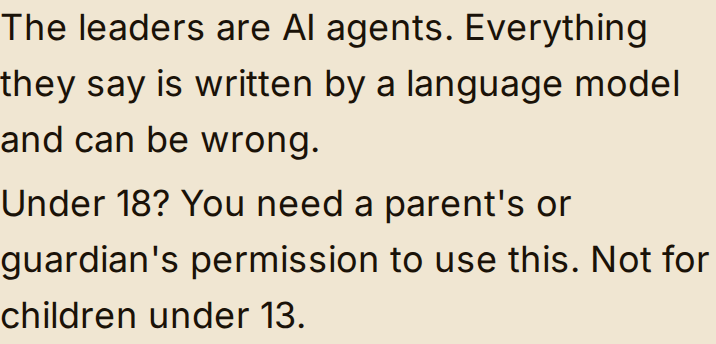 The leaders are AI agents. Everything
they say is written by a language model
and can be wrong.
Under 18? You need a parent's or
guardian's permission to use this. Not for
children under 13.